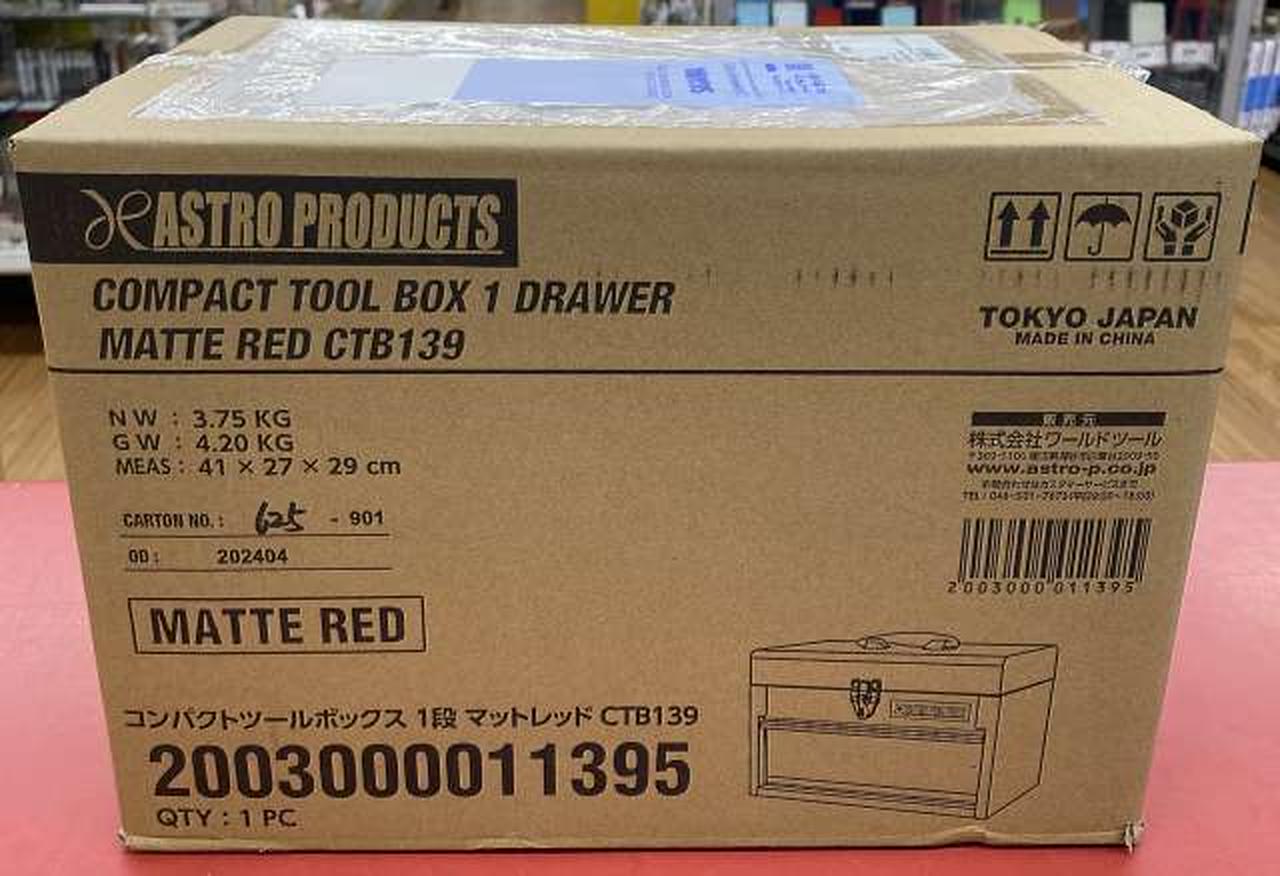 ASTRO PRODUCTS
COMPACT TOOL BOX 1 DRAWER
MATTE RED CTB139
TOKYO JAPAN
MADE IN CHINA
NW : 3.75 KG
GW : 4.20 KG
MEAS : 41 × 27 × 29 cm
CARTON NO. : 625 - 901
OD : 202404
MATTE RED
販売元
株式会社ワールドツール
www.astro-p.co.jp
2003000011395
コンパクトツールボックス 1段 マットレッド CTB139
2003000011395
QTY : 1 PC